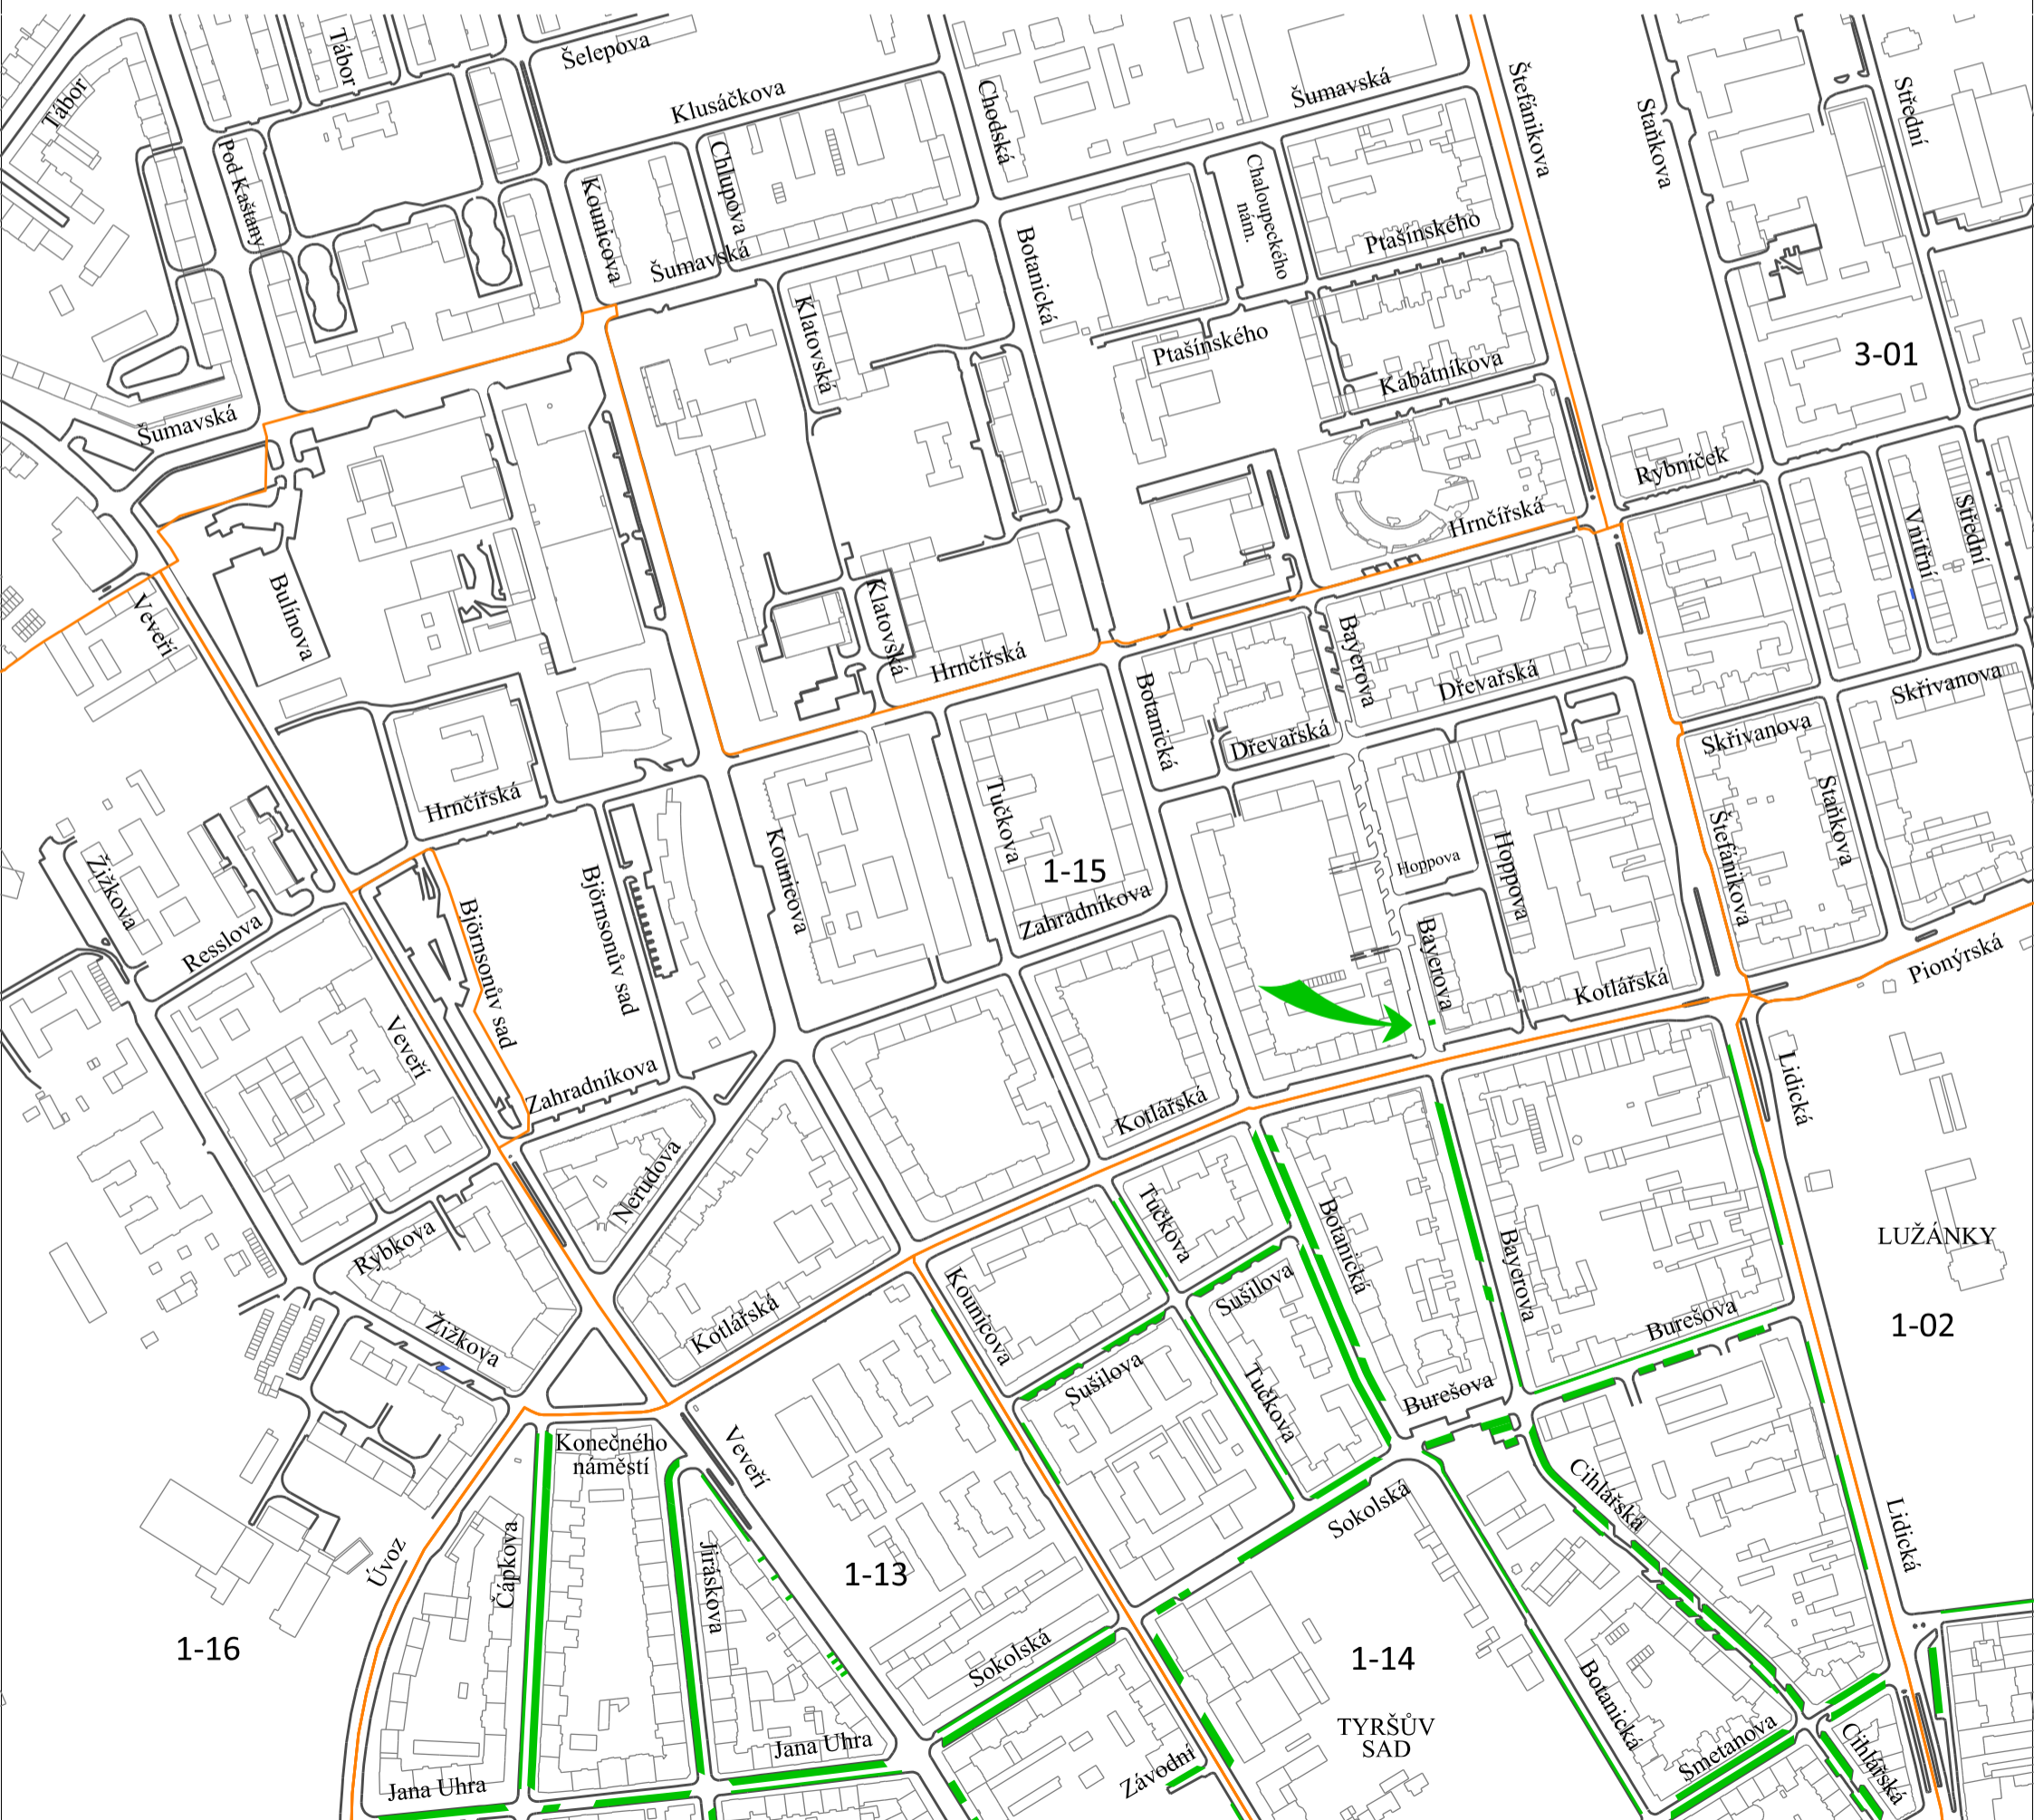 Šelepova
Tábor
Tábor
Klusáčkova
Šumavská
Štefánikova
Chodská
Střední
Staňkova
Pod Kaštany
Chlupova
Kounicova
Chaloupeckého
nám.
Ptašínského
Šumavská
Botanická
Klatovská
Ptašínského
Kabátníkova
3-01
Šumavská
Rybníček
Hrnčířská
Vnitřní
Střední
Bulínova
Veveří
Klatovská
Hrnčířská
Bayerova
Dřevařská
Skřivanova
Botanická
Dřevařská
Skřivanova
Hrnčířská
Tučkova
Staňkova
Štefánikova
Kounicova
Hoppova
Hoppova
1-15
Žižkova
Björnsonův sad
Björnsonův sad
Zahradníkova
Resslova
Bayerova
Kotlářská
Pionýrská
Veveří
Zahradníkova
Kotlářská
Lidická
Nerudova
Tučkova
Botanická
Rybkova
Bayerova
LUŽÁNKY
Sušilova
Kounicova
Žižkova
Kotlářská
Burešova
1-02
Sušilova
Tučkova
Burešova
Konečného
náměstí
Veveří
Cihlářská
Sokolská
Lidická
Úvoz
Čápkova
Jiráskova
1-13
1-16
Sokolská
1-14
Botanická
TYRŠŮV
SAD
Jana Uhra
Závodní
Smetanova
Cihlářská
Jana Uhra